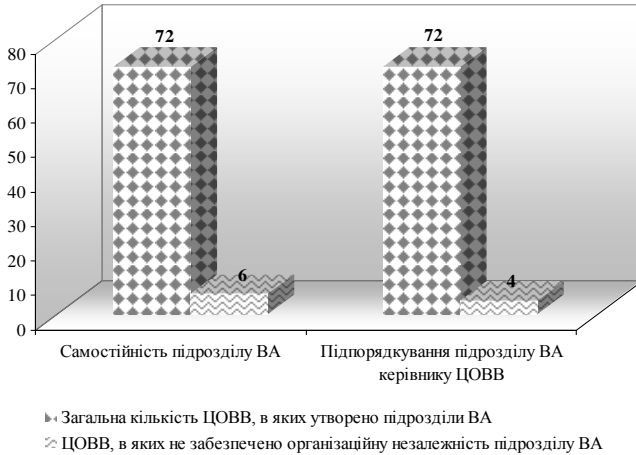 72
72
80
70
60
50
40
30
20
10
0
6
4
Самостійність підрозділу ВА
Підпорядкування підрозділу ВА
керівнику ЦОВВ
Загальна кількість ЦОВВ, в яких утворено підрозділи ВА
ЦОВВ, в яких не забезпечено організаційну незалежність підрозділу ВА